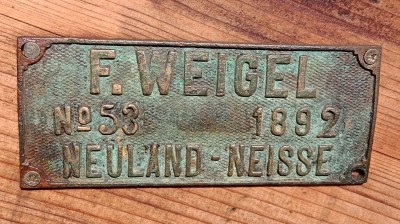 F. WEIGEL
No 53 1892
NEULAND-NEISSE